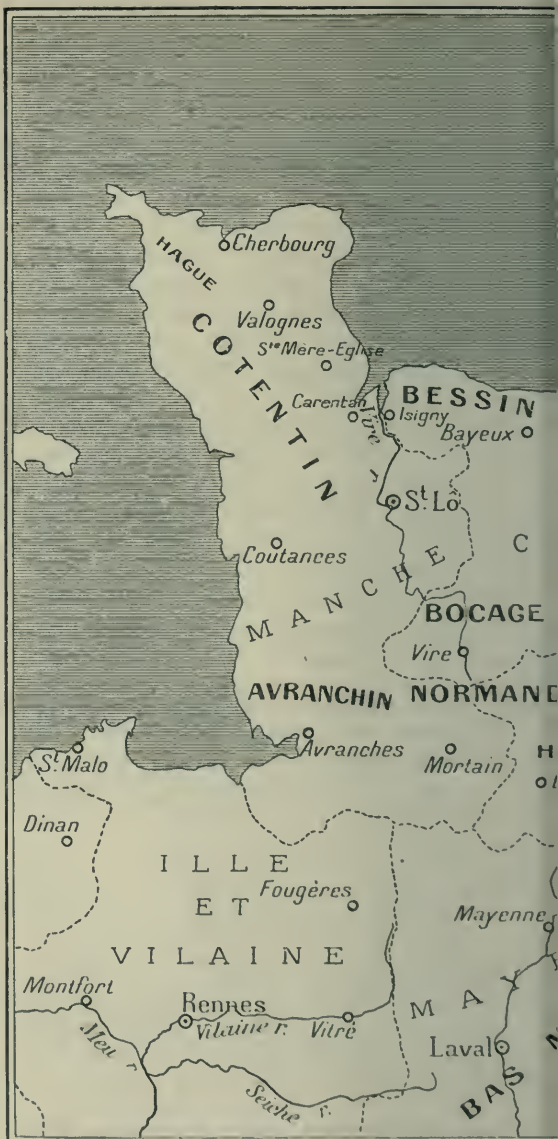 HAGUE
Cherbourg
Valognes
COTENTIN
Ste Mère-Eglise
Carentan
Vire
Isigny
BESSIN
Bayeux
St. Lô
Coutances
C
MANCHE
BOCAGE
Vire
AVRANCHIN
NORMAND
Avranches
Mortain
H
St Malo
Dinan
ILLE
ET
VILAINE
Fougères
Mayenne
Montfort
Rennes
Vilaine r.
Vitré
MAY
Meu r.
Seiche r.
Laval
BAS M